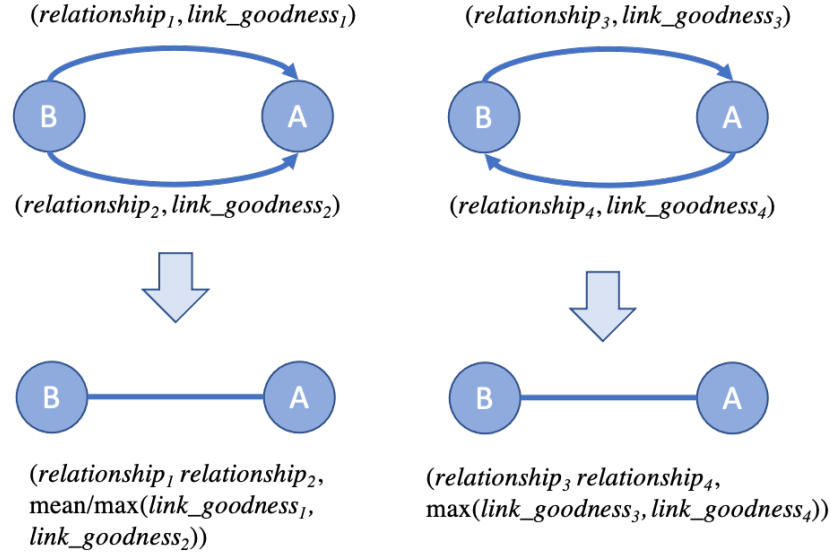 (relationship₁, link_goodness₁)
(relationship₃, link_goodness₃)
B
A
B
A
(relationship₂, link_goodness₂)
(relationship₄, link_goodness₄)
B
A
B
A
(relationship₁ relationship₂,
mean/max(link_goodness₁,
link_goodness₂))
(relationship₃ relationship₄,
max(link_goodness₃, link_goodness₄))